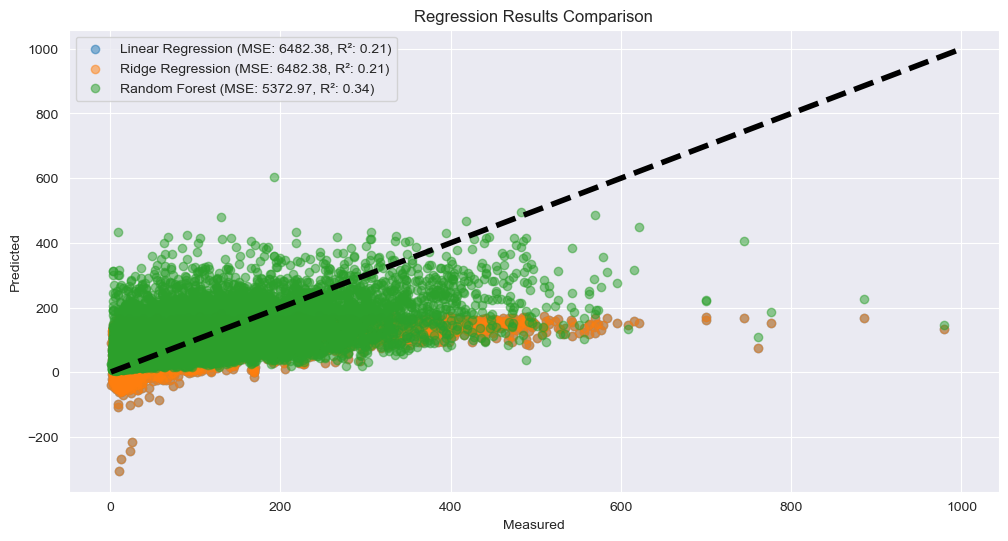 Regression Results Comparison
Linear Regression (MSE: 6482.38, R²: 0.21)
Ridge Regression (MSE: 6482.38, R²: 0.21)
Random Forest (MSE: 5372.97, R²: 0.34)
1000
800
600
400
200
0
−200
Predicted
0 200 400 600 800 1000
Measured